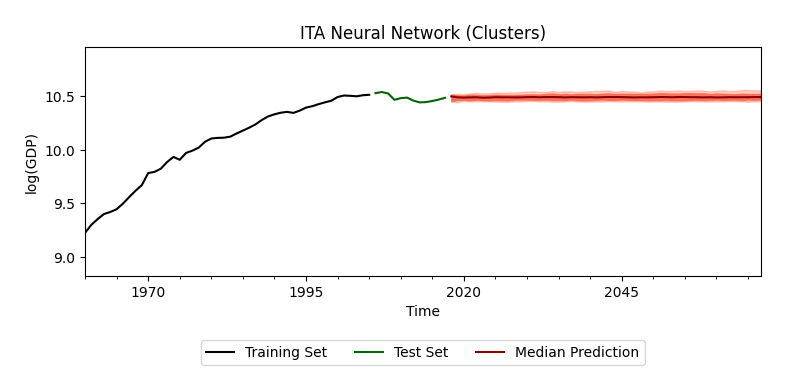 ITA Neural Network (Clusters)
log(GDP)
10.5
10.0
9.5
9.0
1970 1995 2020 2045
Time
Training Set Test Set Median Prediction